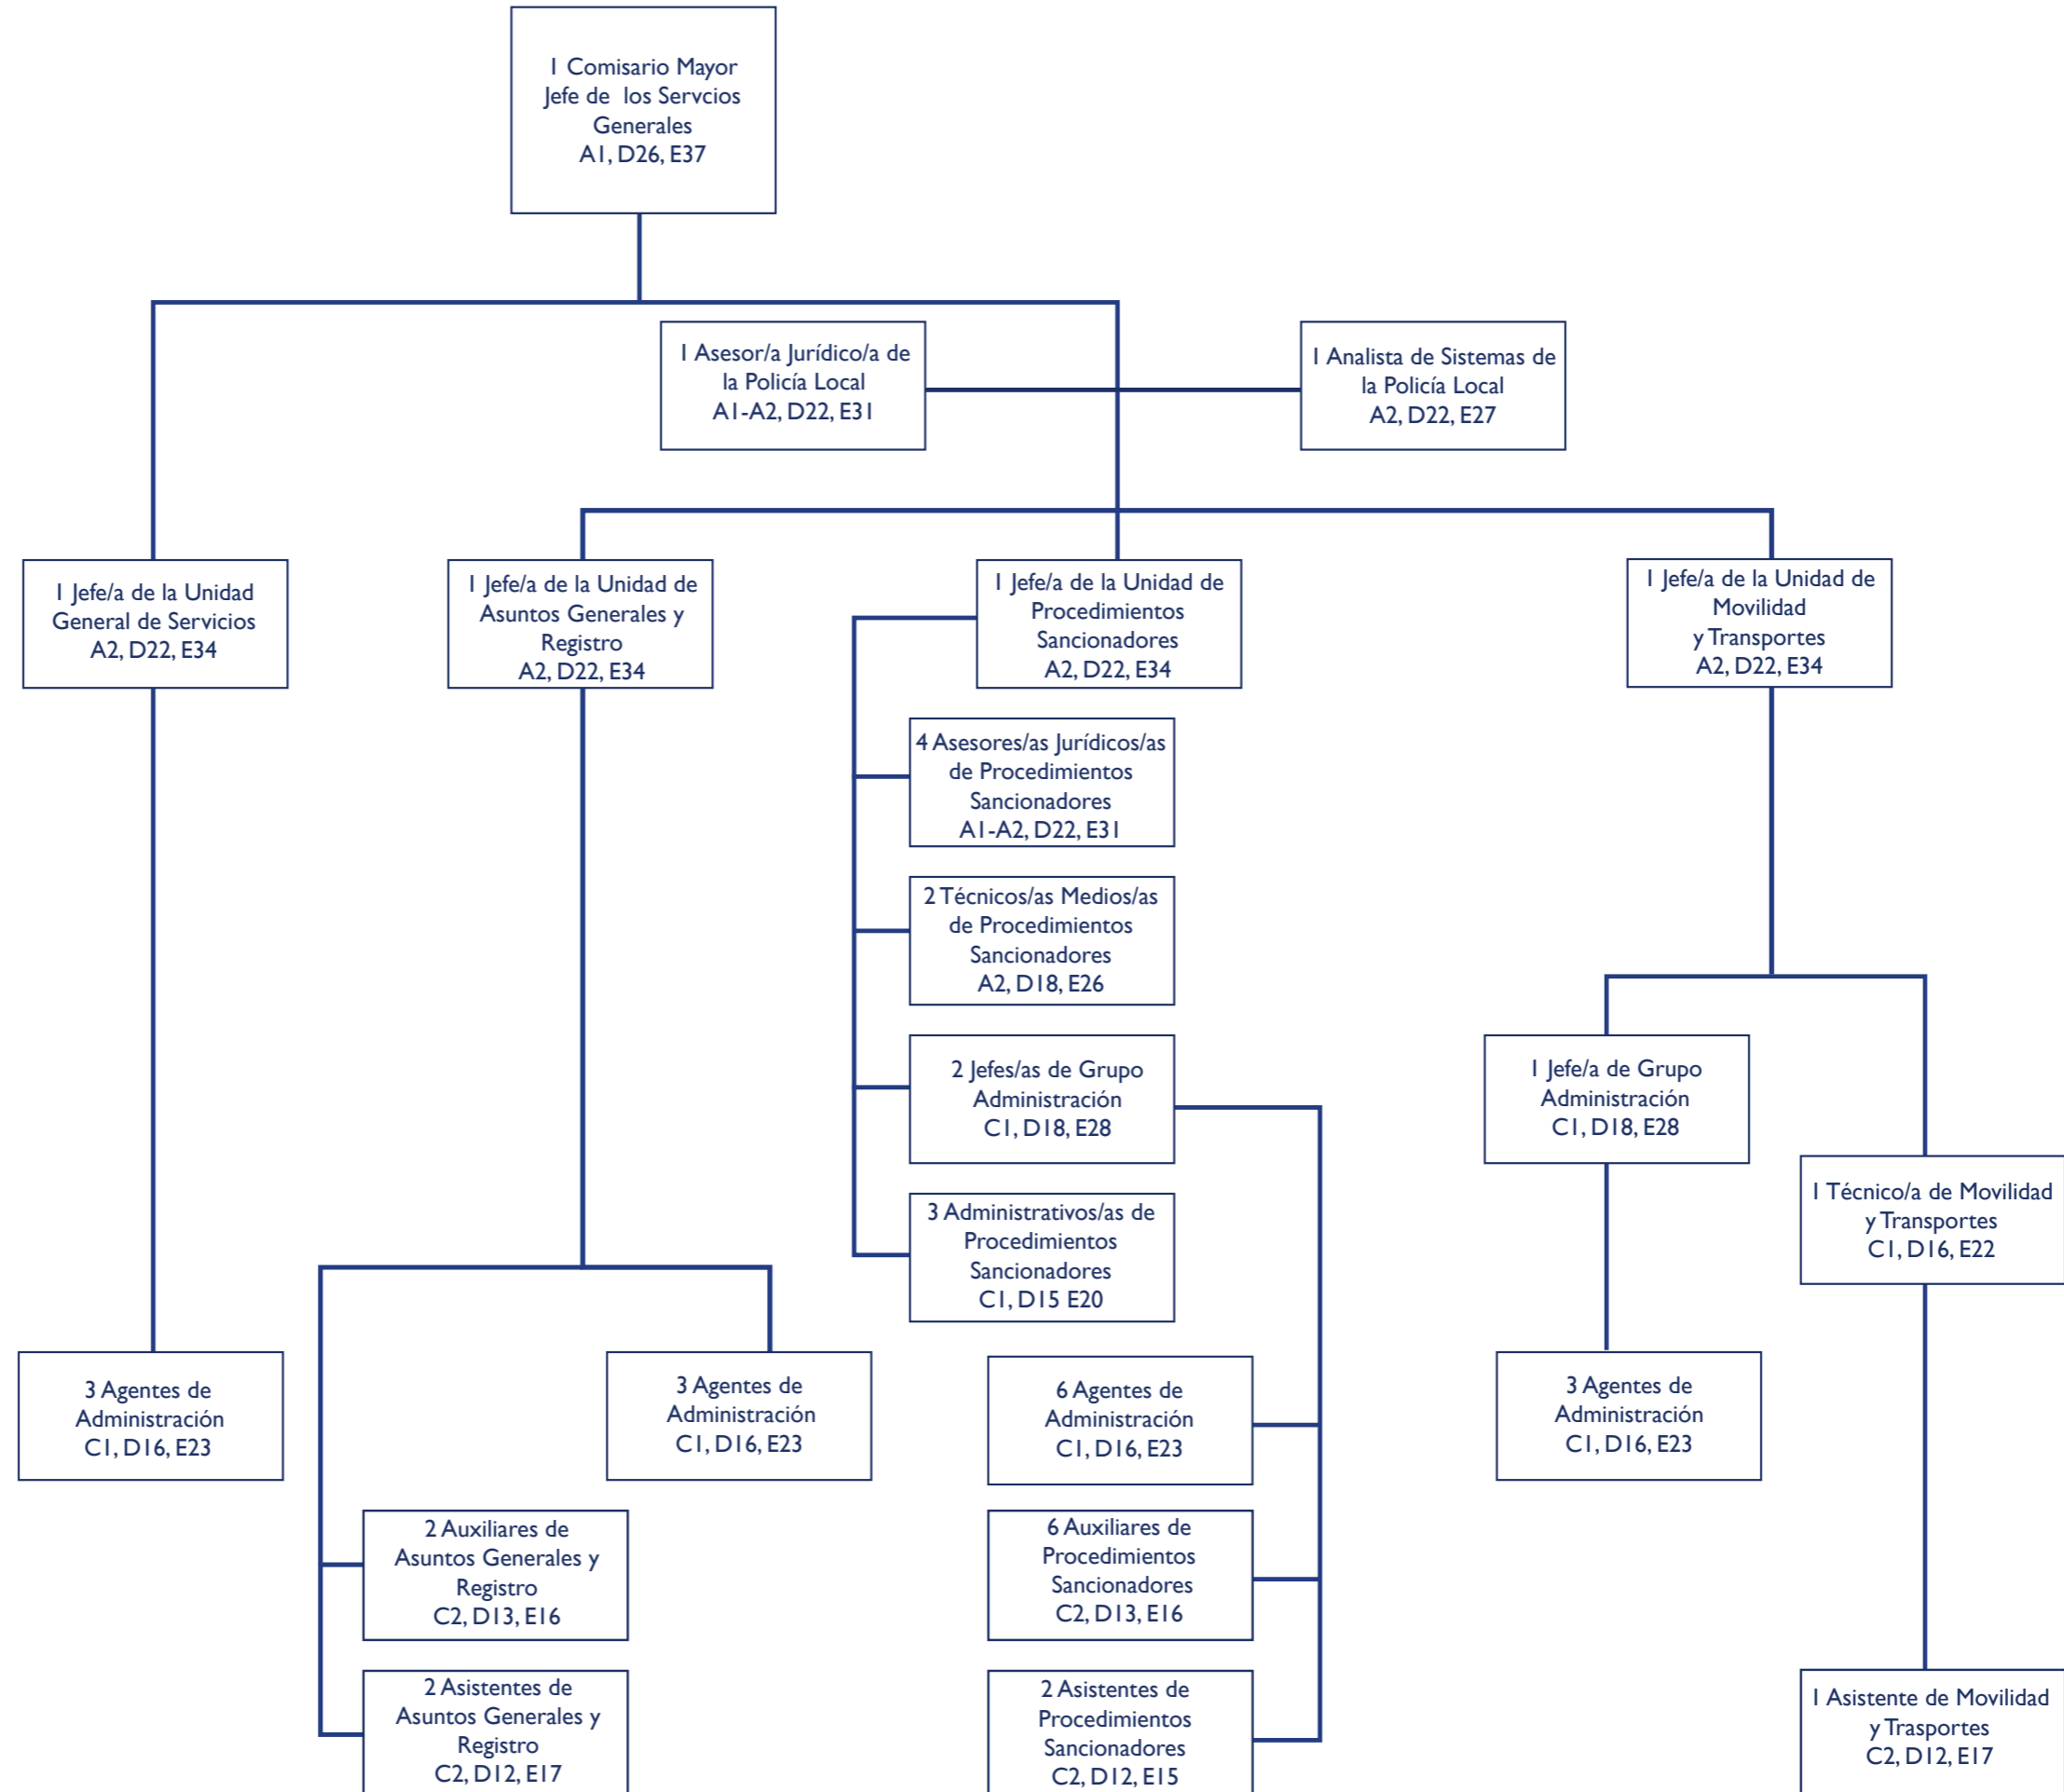 1 Comisario Mayor
Jefe de los Servcios
Generales
A1, D26, E37
1 Asesor/a Jurídico/a de
la Policía Local
A1-A2, D22, E31
1 Analista de Sistemas de
la Policía Local
A2, D22, E27
1 Jefe/a de la Unidad
General de Servicios
A2, D22, E34
1 Jefe/a de la Unidad de
Asuntos Generales y
Registro
A2, D22, E34
1 Jefe/a de la Unidad de
Procedimientos
Sancionadores
A2, D22, E34
1 Jefe/a de la Unidad de
Movilidad
y Transportes
A2, D22, E34
4 Asesores/as Jurídicos/as
de Procedimientos
Sancionadores
A1-A2, D22, E31
2 Técnicos/as Medios/as
de Procedimientos
Sancionadores
A2, D18, E26
2 Jefes/as de Grupo
Administración
C1, D18, E28
1 Jefe/a de Grupo
Administración
C1, D18, E28
1 Técnico/a de Movilidad
y Transportes
C1, D16, E22
3 Administrativos/as de
Procedimientos
Sancionadores
C1, D15 E20
3 Agentes de
Administración
C1, D16, E23
3 Agentes de
Administración
C1, D16, E23
6 Agentes de
Administración
C1, D16, E23
3 Agentes de
Administración
C1, D16, E23
2 Auxiliares de
Asuntos Generales y
Registro
C2, D13, E16
6 Auxiliares de
Procedimientos
Sancionadores
C2, D13, E16
2 Asistentes de
Asuntos Generales y
Registro
C2, D12, E17
2 Asistentes de
Procedimientos
Sancionadores
C2, D12, E15
1 Asistente de Movilidad
y Trasportes
C2, D12, E17